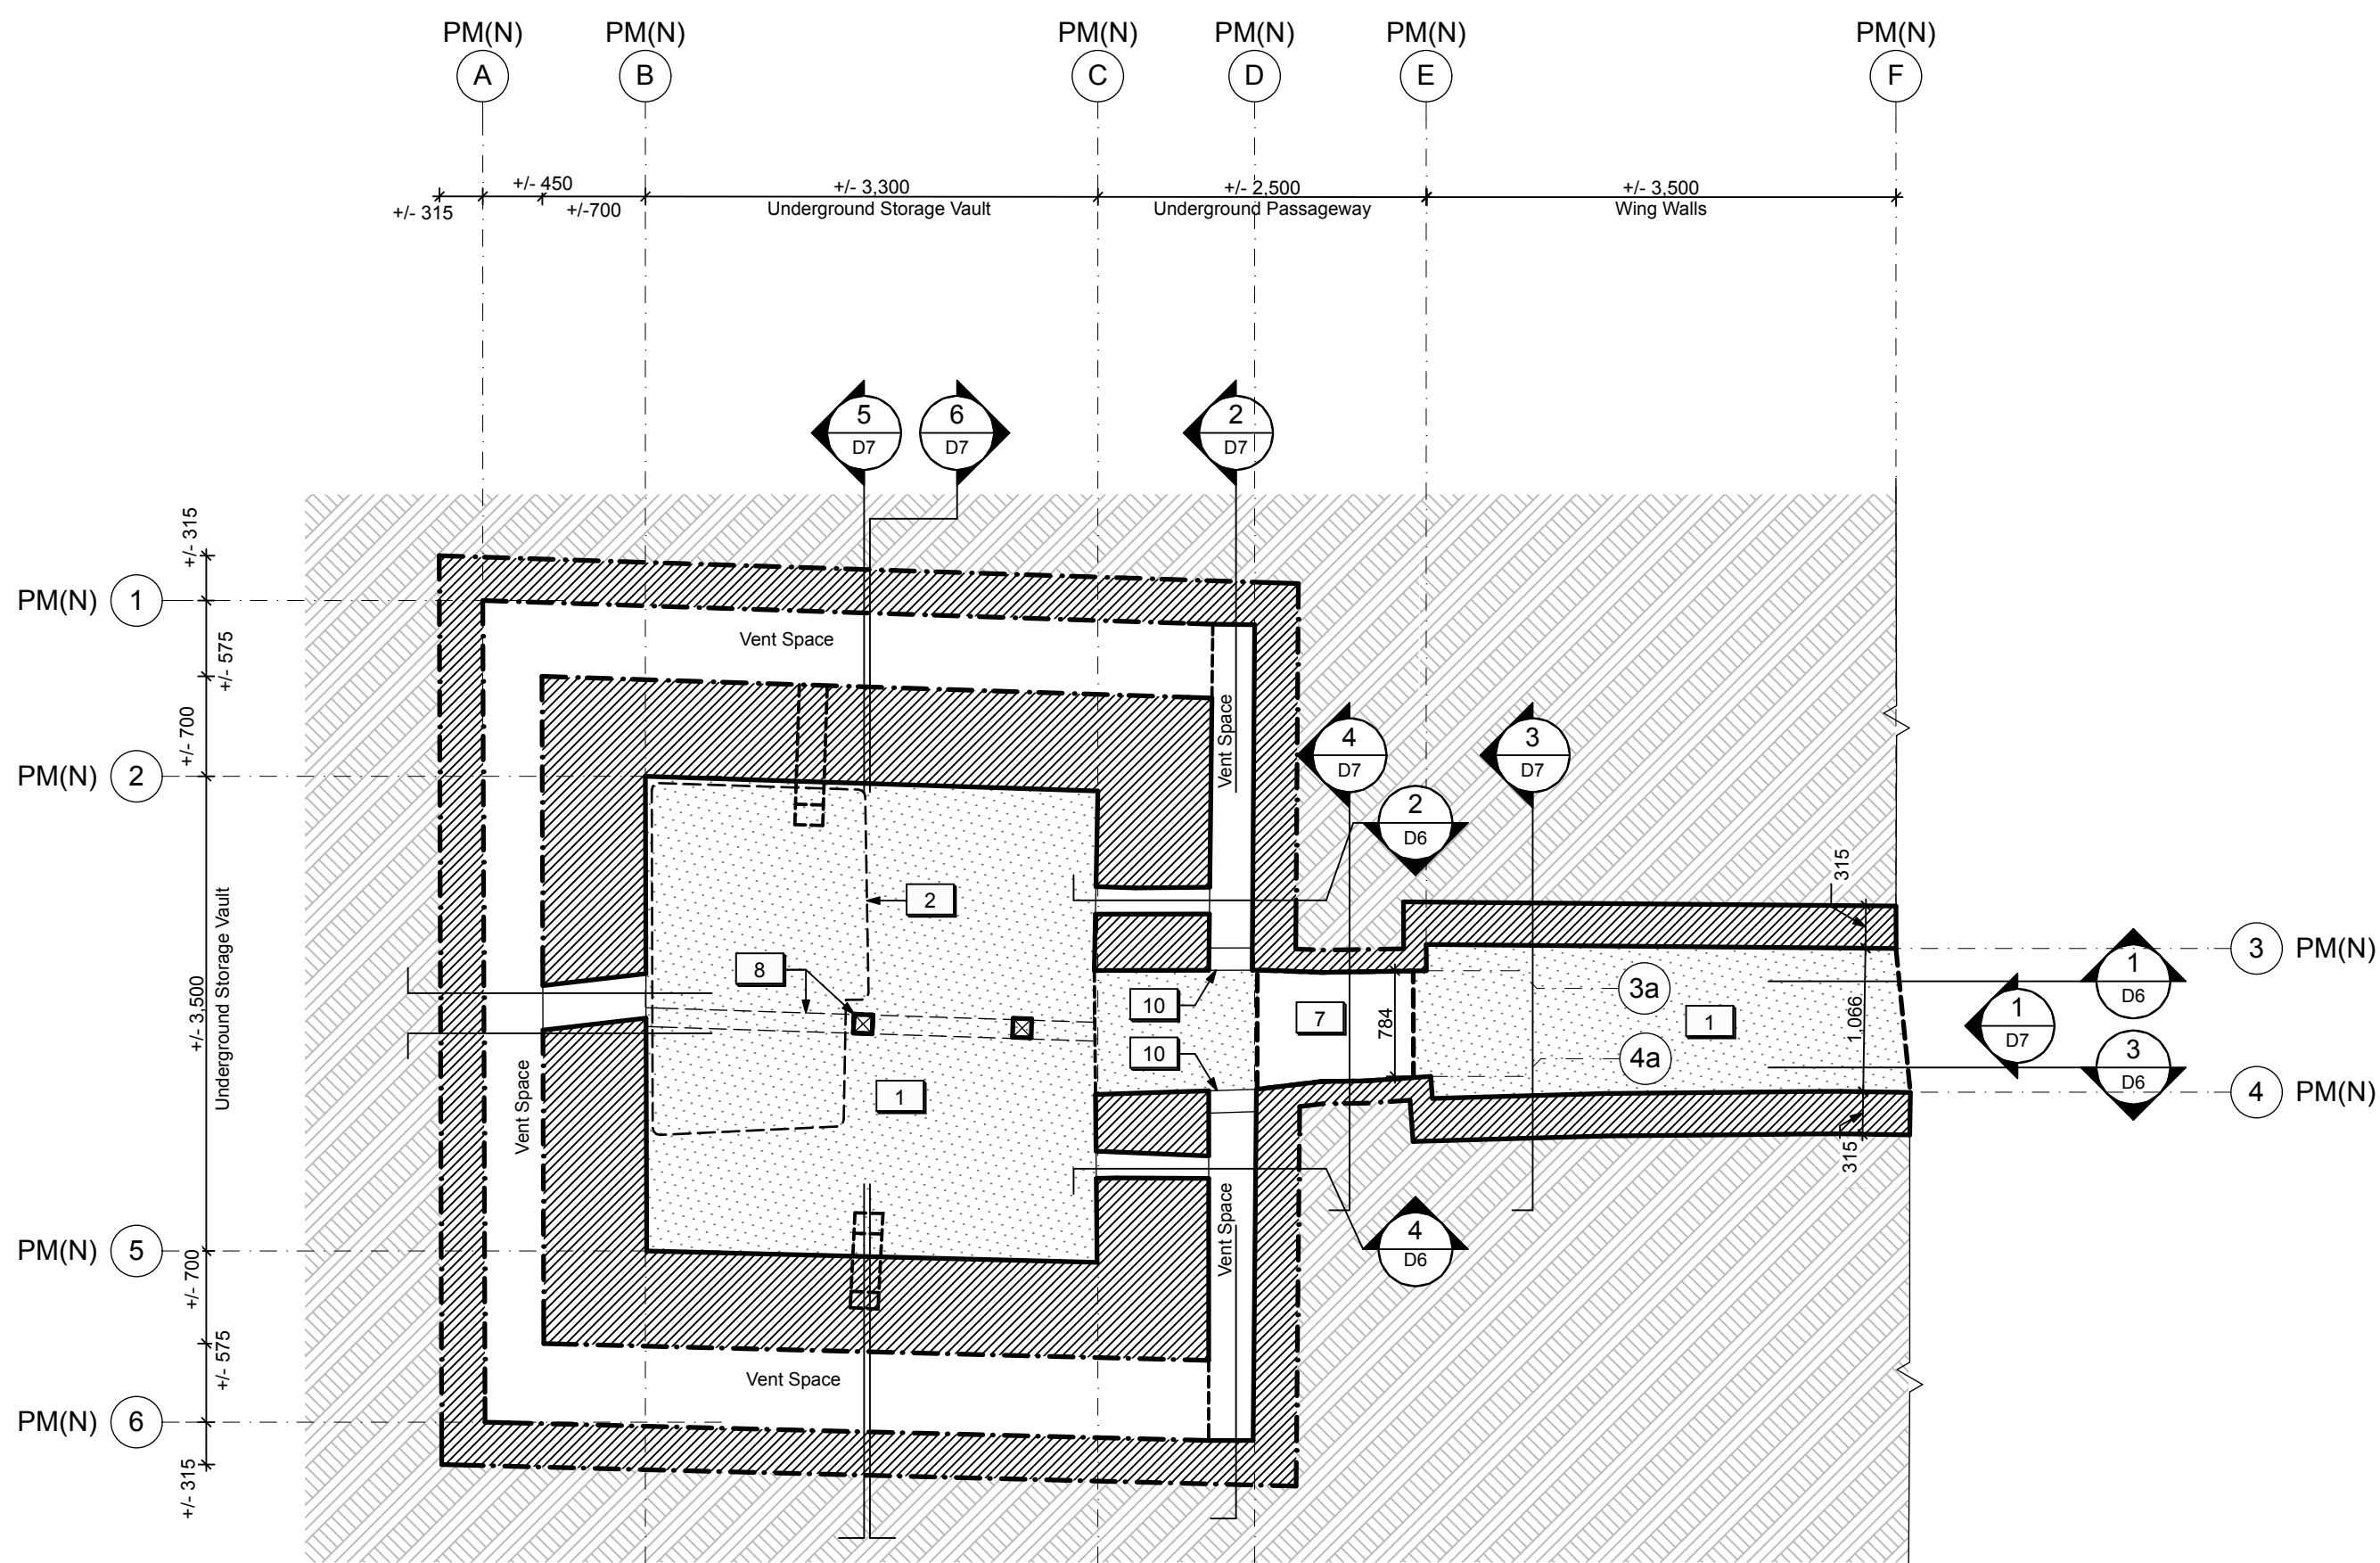 PM(N) PM(N) PM(N) PM(N) PM(N) PM(N)
A B C D E F
+/- 450 +/- 3,300 +/- 2,500 +/- 3,500
+/- 315 +/-700 Underground Storage Vault Underground Passageway Wing Walls
5 6 2
D7 D7 D7
+/- 315
PM(N) 1
+/- 575
Vent Space
+/- 700
Vent Space
4 3
D7 D7
PM(N) 2
2
D6
315
2
Underground Storage Vault
+/- 3,500
3 PM(N)
8
1
D6
3a
10
7
1
784
1,066
1
D7
10
4a
3
D6
1
4 PM(N)
Vent Space
315
Vent Space
4
D6
PM(N) 5
+/- 700
+/- 575
Vent Space
PM(N) 6
+/- 315